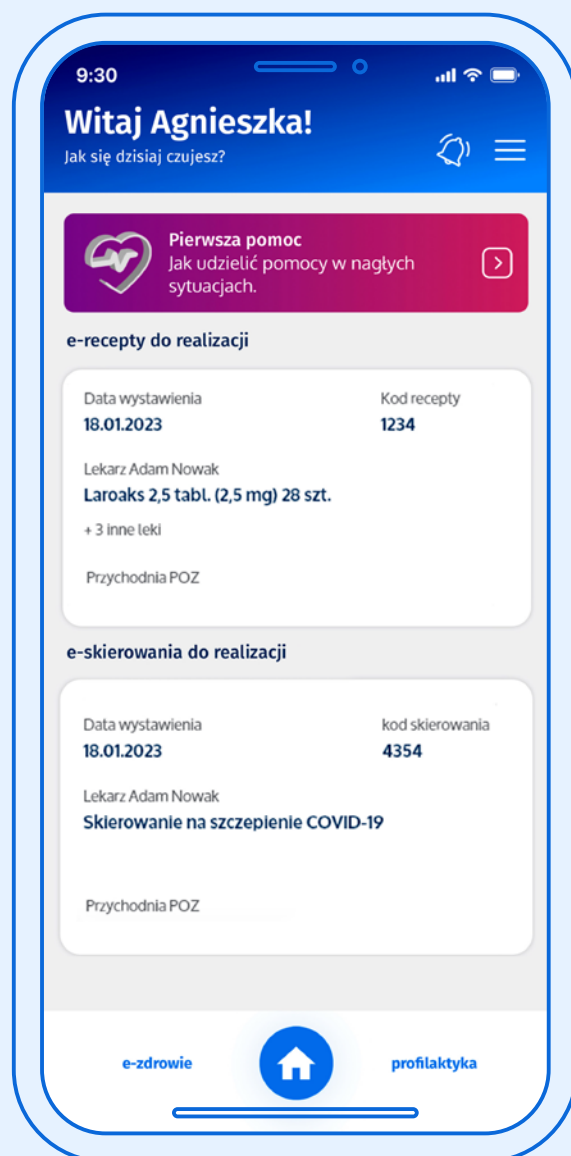 9:30
Witaj Agnieszka!
Jak się dzisiaj czujesz?
Pierwsza pomoc
Jak udzielić pomocy w nagłych
sytuacjach.
e-recepty do realizacji
Data wystawienia Kod recepty
18.01.2023 1234
Lekarz Adam Nowak
Laroaks 2,5 tabl. (2,5 mg) 28 szt.
+ 3 inne leki
Przychodnia POZ
e-skierowania do realizacji
Data wystawienia kod skierowania
18.01.2023 4354
Lekarz Adam Nowak
Skierowanie na szczepienie COVID-19
Przychodnia POZ
e-zdrowie profilaktyka